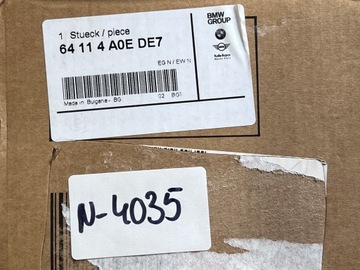 1 Stueck / piece
64 11 4 A0E DE7
BMW
GROUP
EG N / EW N
Made in Bulgaria - BG
02
N-4035